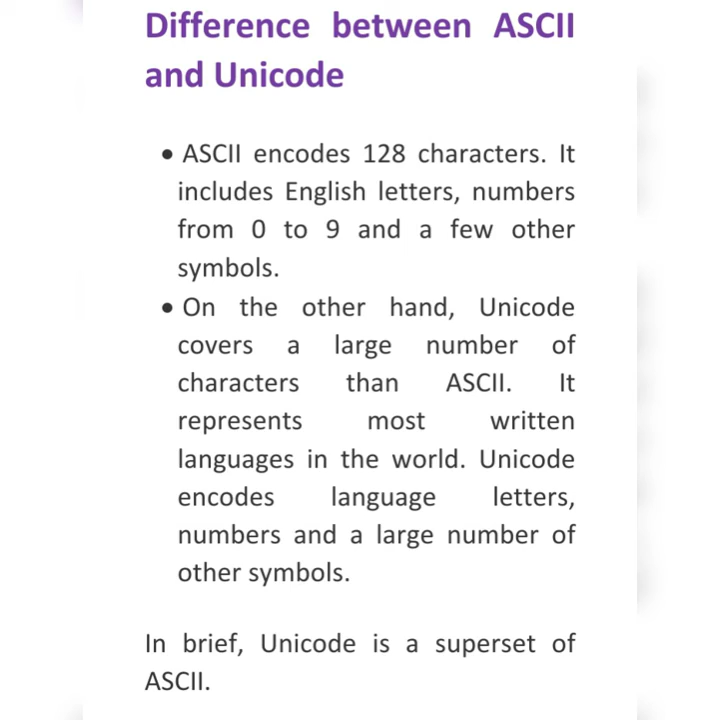 Difference between ASCII
and Unicode
• ASCII encodes 128 characters. It
includes English letters, numbers
from 0 to 9 and a few other
symbols.
• On the other hand, Unicode
covers a large number of
characters than ASCII. It
represents most written
languages in the world. Unicode
encodes language letters,
numbers and a large number of
other symbols.
In brief, Unicode is a superset of
ASCII.